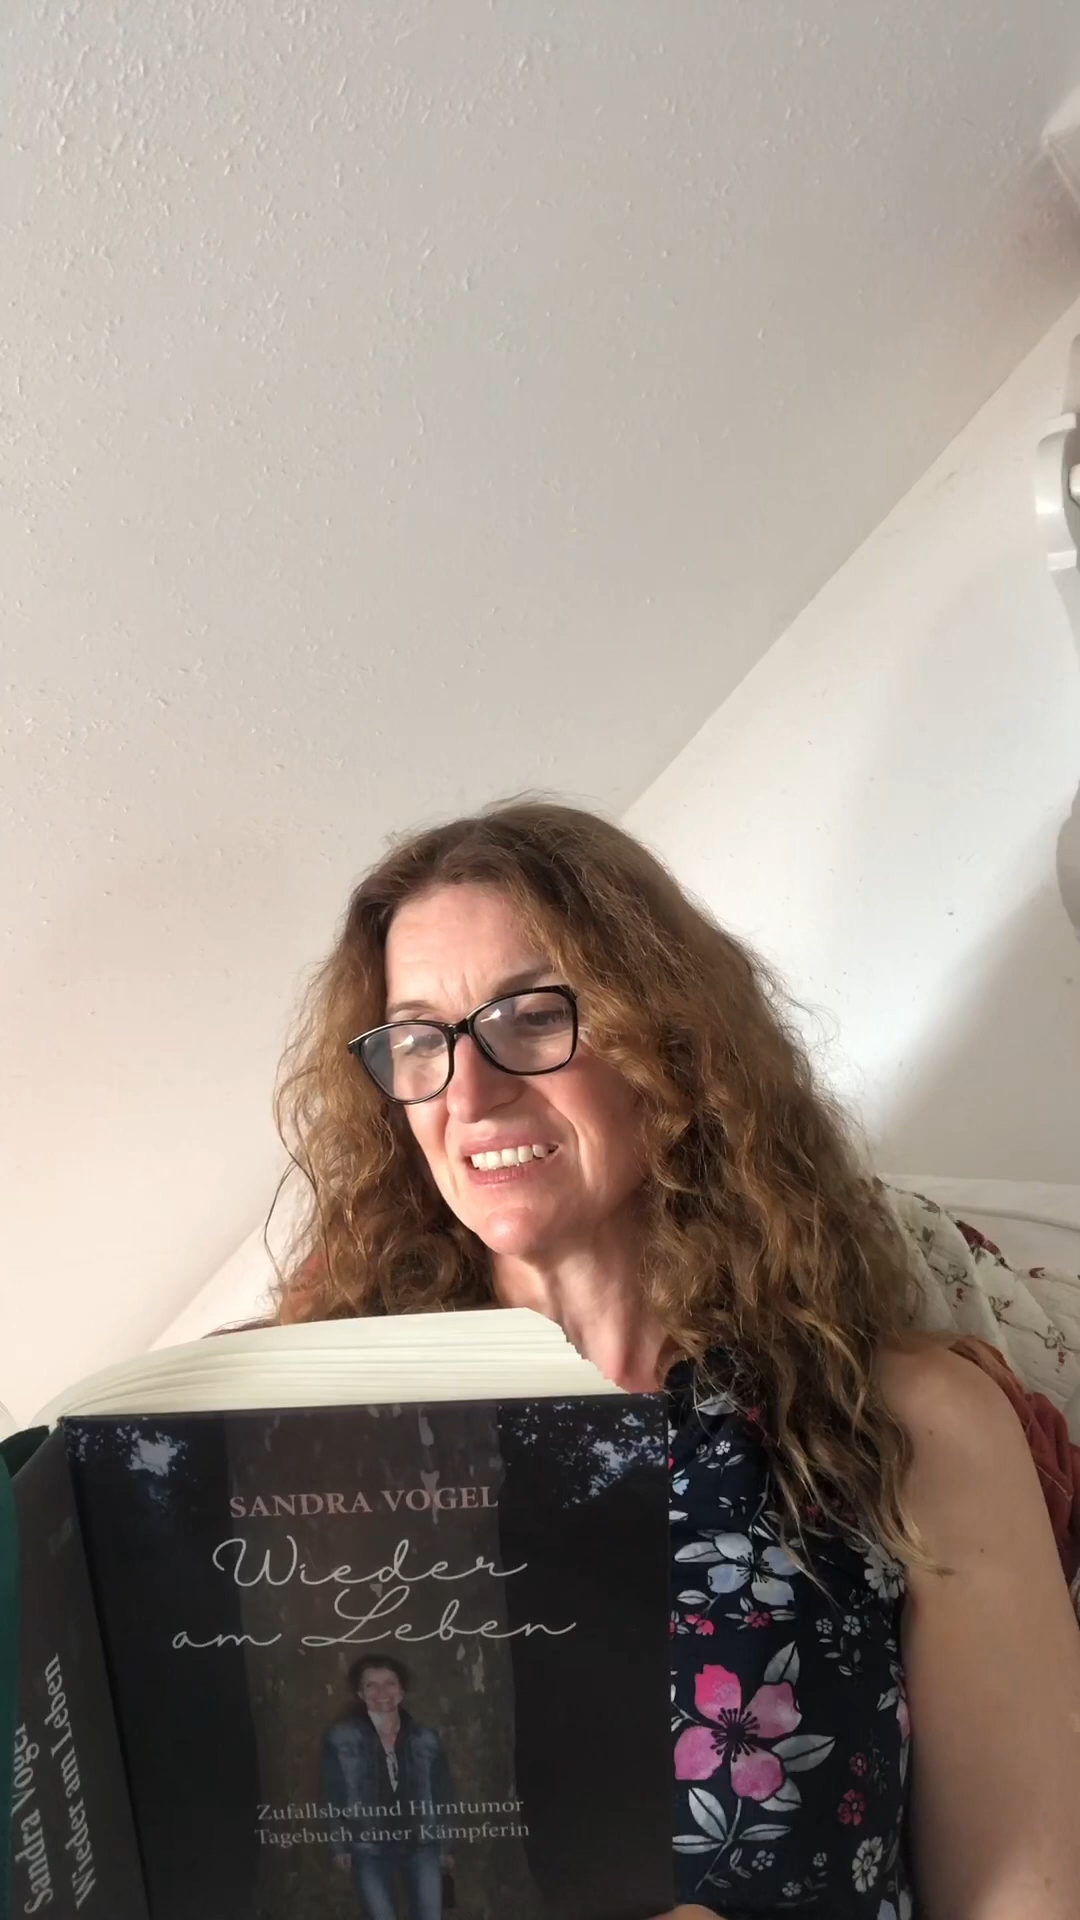 SANDRA VOGEL
Wieder
am Leben
Zufallsbefund Hirntumor
Tagebuch einer Kämpferin
Sandra Vogel
Wieder am Leben